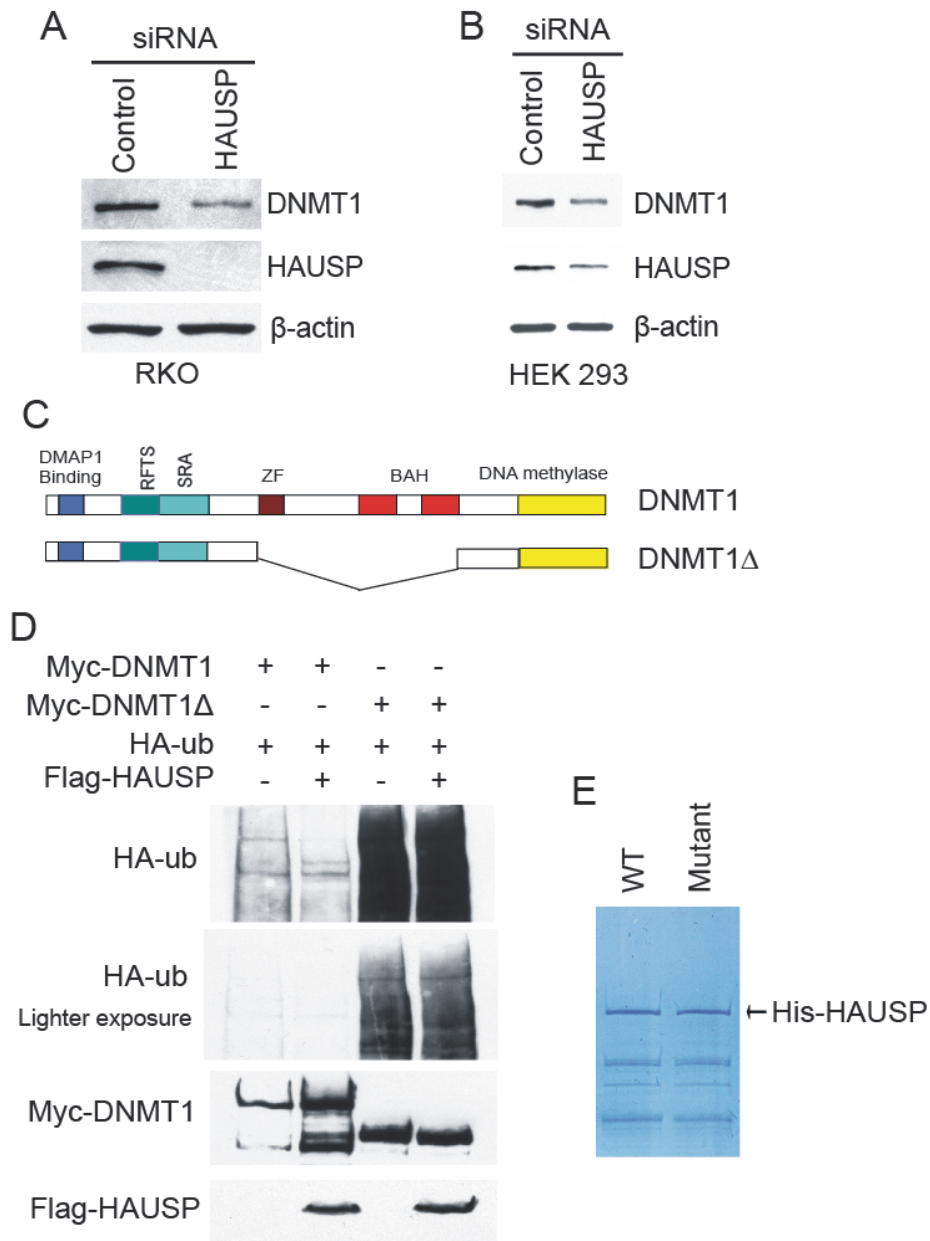 A
siRNA
Control
HAUSP
DNMT1
HAUSP
β-actin
RKO
B
siRNA
Control
HAUSP
DNMT1
HAUSP
β-actin
HEK 293
C
DMAP1
Binding
RFTS
SRA
ZF
BAH
DNA methylase
DNMT1
DNMT1Δ
D
Myc-DNMT1 + + - -
Myc-DNMT1Δ - - + +
HA-ub + + + +
Flag-HAUSP - + - +
HA-ub
HA-ub
Lighter exposure
Myc-DNMT1
Flag-HAUSP
E
WT
Mutant
←His-HAUSP